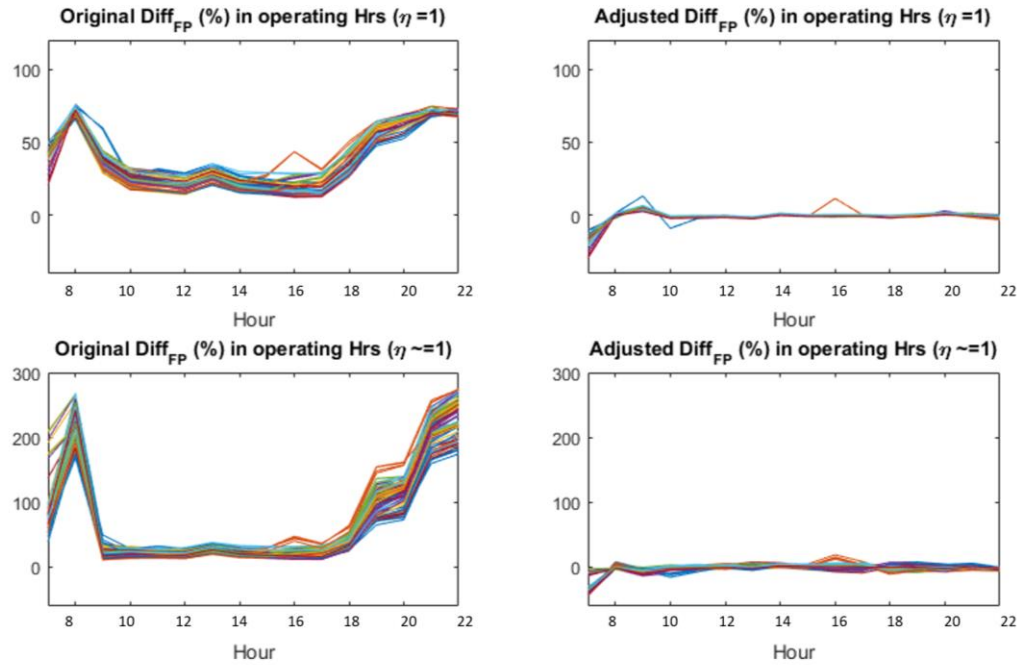 Original Diff_FP (%) in operating Hrs (η =1)
Adjusted Diff_FP (%) in operating Hrs (η =1)
100
50
0
8 10 12 14 16 18 20 22
Hour
100
50
0
8 10 12 14 16 18 20 22
Hour
Original Diff_FP (%) in operating Hrs (η ~=1)
Adjusted Diff_FP (%) in operating Hrs (η ~=1)
300
200
100
0
8 10 12 14 16 18 20 22
Hour
300
200
100
0
8 10 12 14 16 18 20 22
Hour